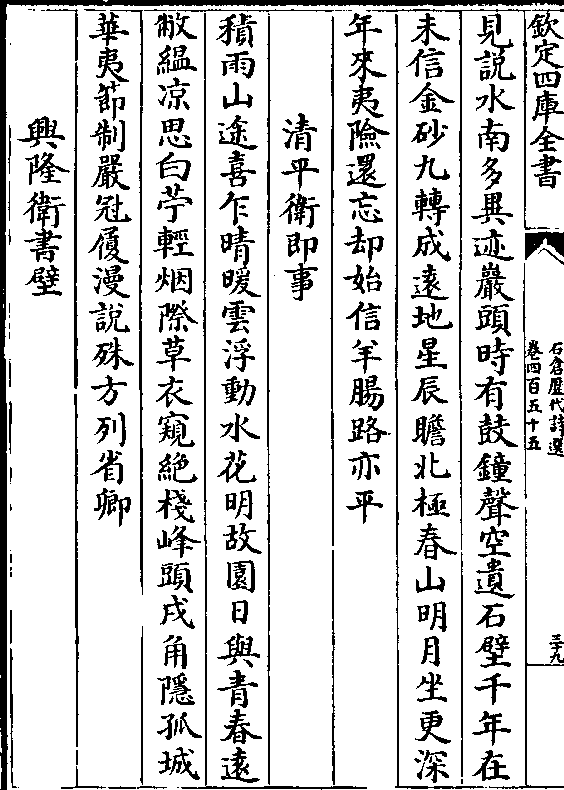 欽定四庫全書
石倉歷代詩選
卷四百五十五
三十九
見說水南多異迹巖頭時有鼓鐘聲空遺石壁千年在
未信金砂九轉成遠地星辰瞻北極春山明月坐更深
年來夷險還忘却始信羊腸路亦平
清平衛即事
積雨山途喜乍晴暖雲浮動水花明故園日與青春遠
敝縕凉思白苧輕烟際草衣窺絶棧峰頭戍角隱孤城
華夷節制嚴冠履漫說殊方列省卿
興隆衛書壁